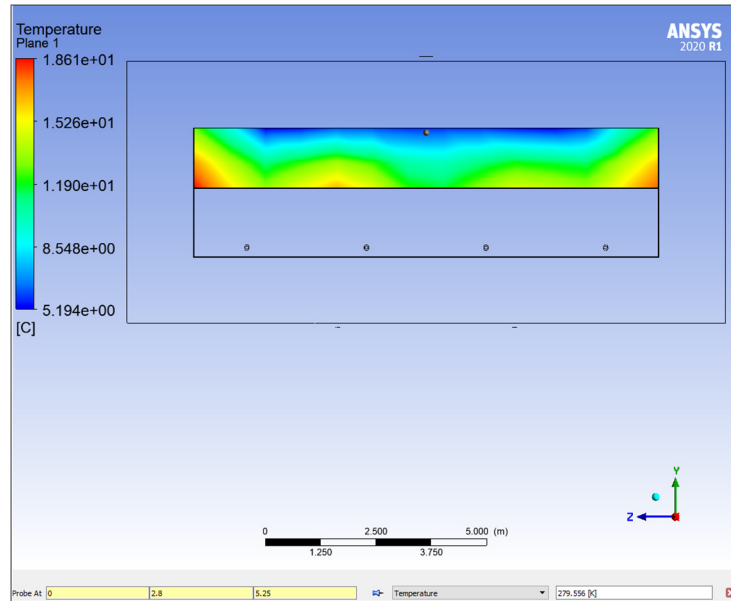 Temperature
Plane 1
ANSYS
2020 R1
1.861e+01
1.526e+01
1.190e+01
8.548e+00
5.194e+00
[C]
Y
Z
0 2.500 5.000 (m)
1.250 3.750
Probe At 0 2.8 5.25 Temperature 279.556 [K]